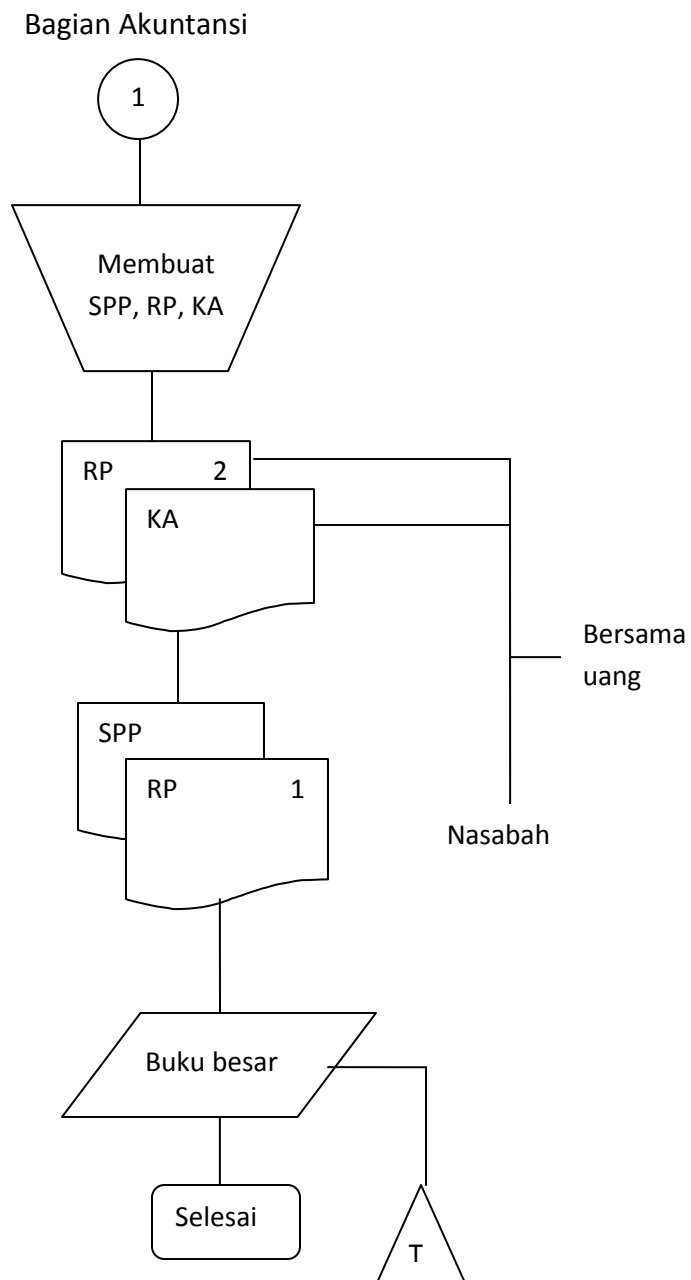 Bagian Akuntansi
1
Membuat
SPP, RP, KA
RP 2
KA
Bersama
uang
SPP
RP 1
Nasabah
Buku besar
Selesai
T